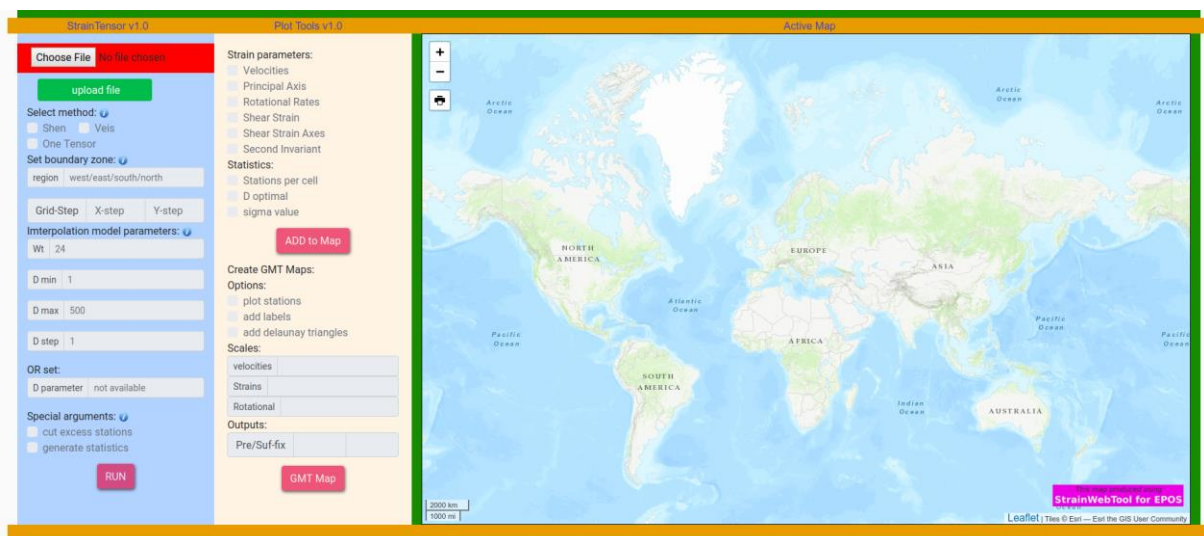 StrainTensor v1.0
Plot Tools v1.0
Active Map
Choose File No file chosen
upload file
Select method:
Shen Veis
One Tensor
Set boundary zone:
region west/east/south/north
Grid-Step X-step Y-step
Imterpolation model parameters:
Wt 24
D min 1
D max 500
D step 1
OR set:
D parameter not available
Special arguments:
cut excess stations
generate statistics
RUN
Strain parameters:
Velocities
Principal Axis
Rotational Rates
Shear Strain
Shear Strain Axes
Second Invariant
Statistics:
Stations per cell
D optimal
sigma value
ADD to Map
Create GMT Maps:
Options:
plot stations
add labels
add delaunay triangles
Scales:
velocities
Strains
Rotational
Outputs:
Pre/Suf-fix
GMT Map
+
−
Arctic
Ocean
Arctic
Ocean
Arctic
Ocean
NORTH
AMERICA
EUROPE
ASIA
Atlantic
Ocean
Pacific
Ocean
Pacific
Ocean
Pacific
Ocean
AFRICA
SOUTH
AMERICA
Indian
Ocean
AUSTRALIA
2000 km
1000 mi
This map produced using
StrainWebTool for EPOS
Leaflet | Tiles © Esri — Esri the GIS User Community